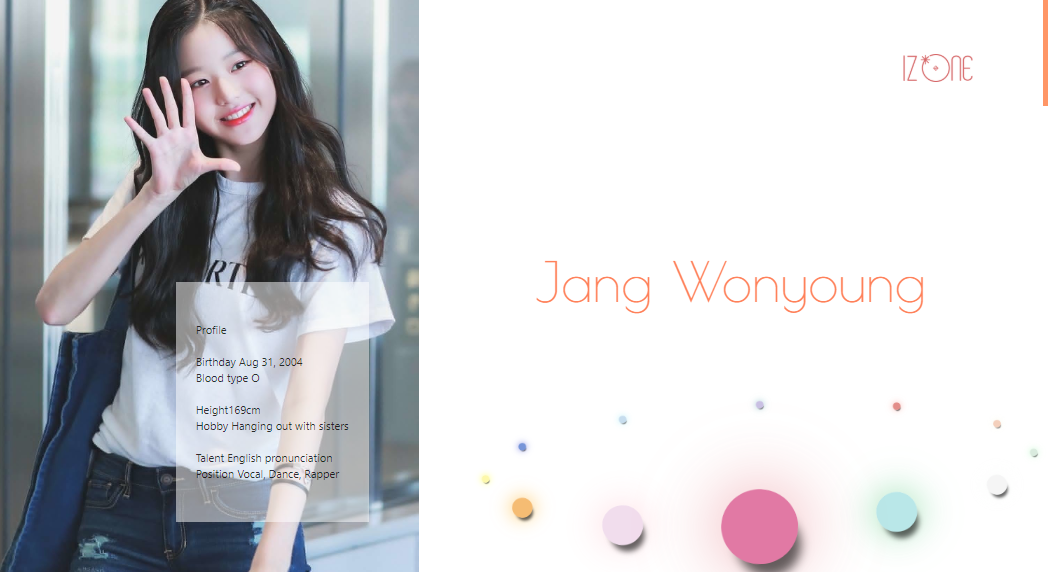 IZ*ONE
Jang Wonyoung
RT
Profile
Birthday Aug 31, 2004
Blood type O
Height169cm
Hobby Hanging out with sisters
Talent English pronunciation
Position Vocal, Dance, Rapper